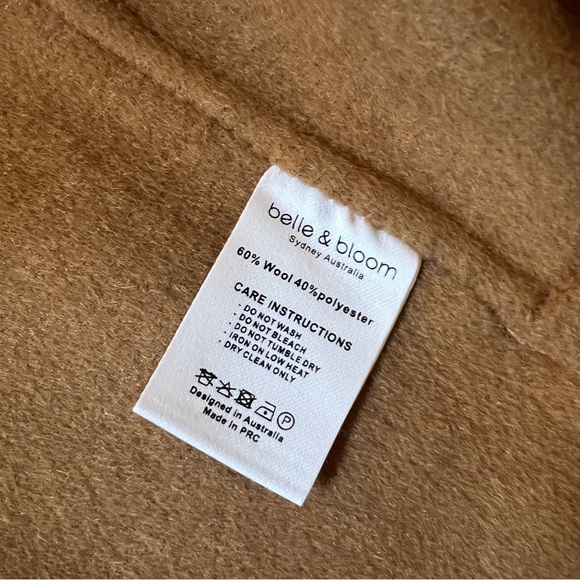 belle & bloom
Sydney Australia
60% Wool 40%polyester
CARE INSTRUCTIONS
- DO NOT WASH
- DO NOT BLEACH
- DO NOT TUMBLE DRY
- IRON ON LOW HEAT
- DRY CLEAN ONLY
P
Designed in Australia
Made in PRC